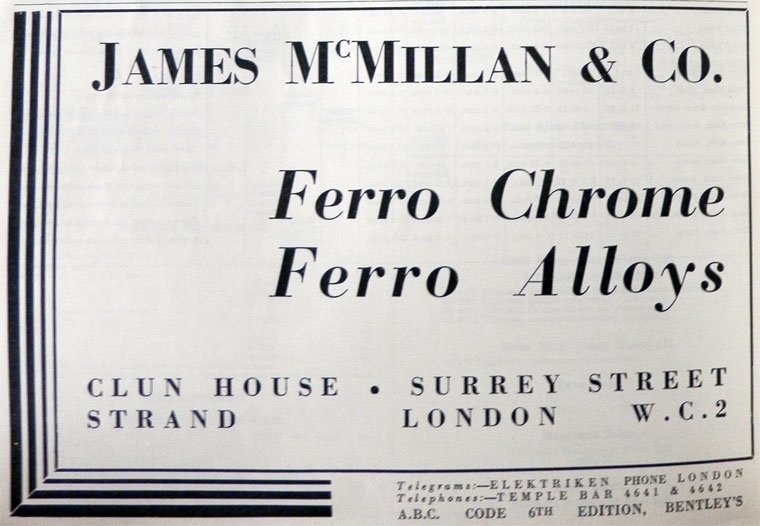 JAMES McMILLAN & CO.
Ferro Chrome
Ferro Alloys
CLUN HOUSE • SURREY STREET
STRAND LONDON W.C.2
Telegrams:—ELEKTRIKEN PHONE LONDON
Telephones:—TEMPLE BAR 4641 & 4642
A.B.C. CODE 6TH EDITION, BENTLEY'S